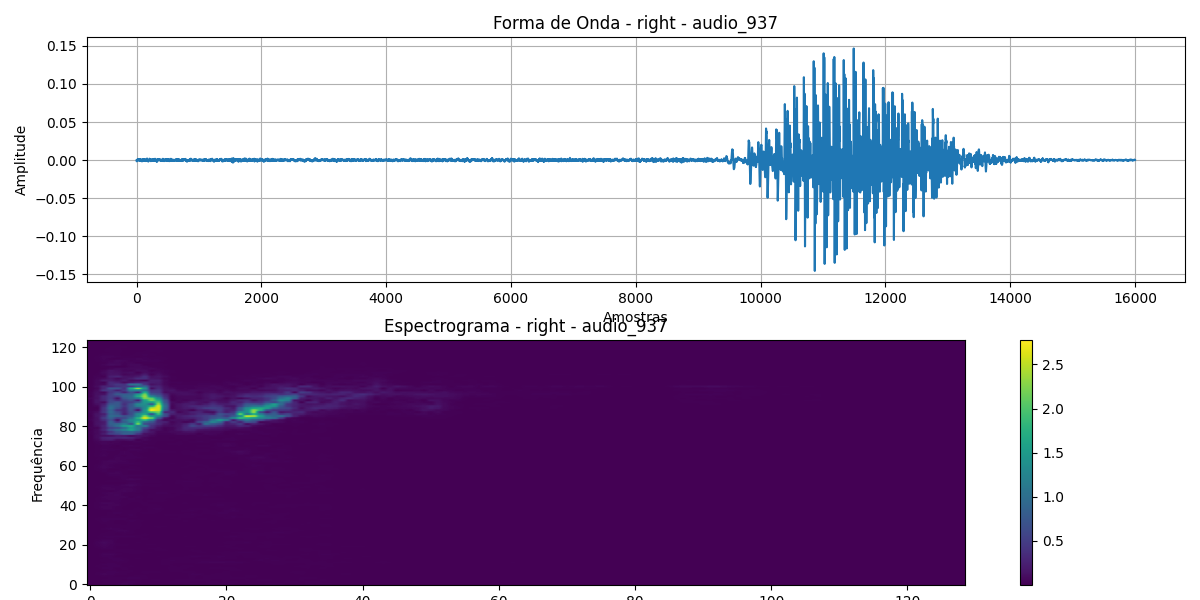 Forma de Onda - right - audio_937
0.15
0.10
0.05
0.00
−0.05
−0.10
−0.15
Amplitude
0 2000 4000 6000 8000 10000 12000 14000 16000
Amostras
Espectrograma - right - audio_937
120
100
80
60
40
20
0
Frequência
0 20 40 60 80 100 120
2.5
2.0
1.5
1.0
0.5